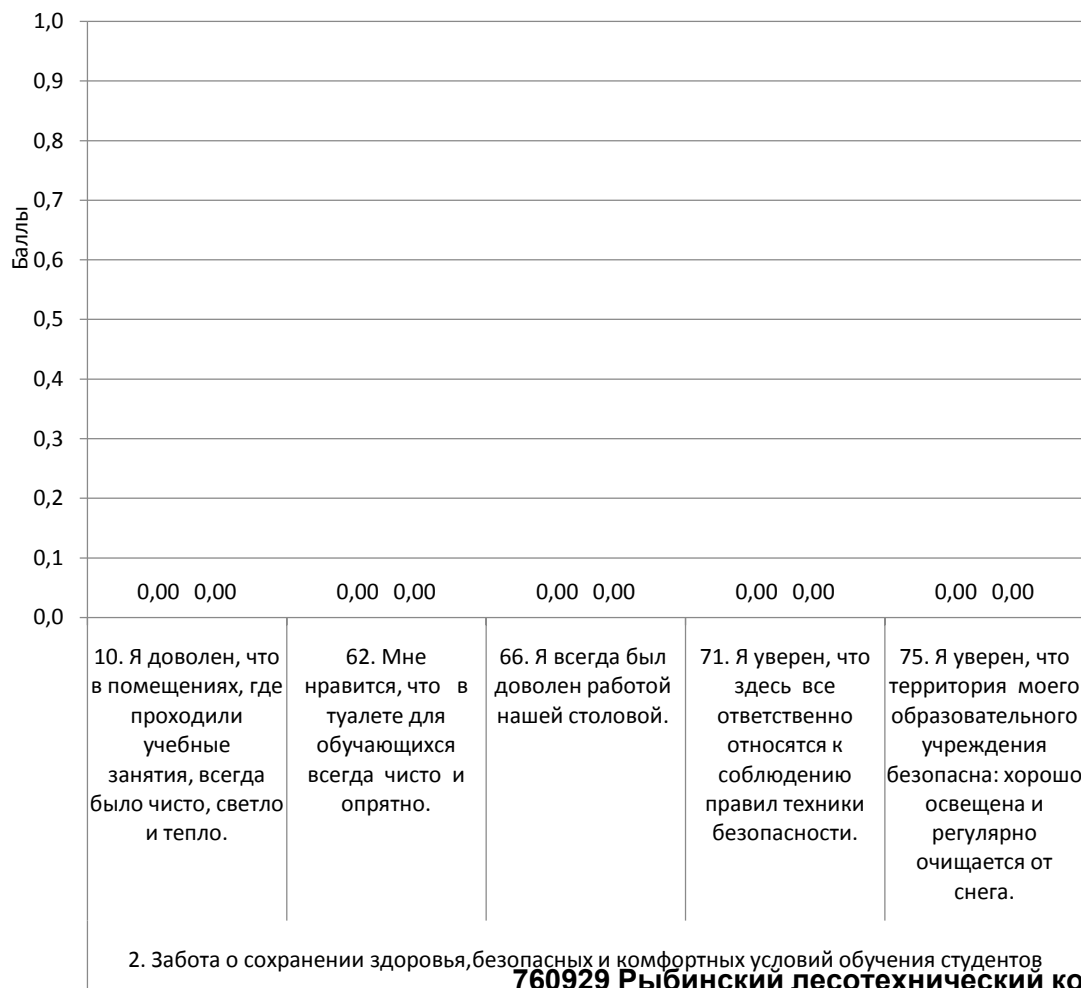 1,0
0,9
0,8
0,7
0,6
0,5
0,4
0,3
0,2
0,1
0,0
Баллы
0,00 0,00
0,00 0,00
0,00 0,00
0,00 0,00
0,00 0,00
10. Я доволен, что
в помещениях, где
проходили
учебные
занятия, всегда
было чисто, светло
и тепло.
62. Мне
нравится, что в
туалете для
обучающихся
всегда чисто и
опрятно.
66. Я всегда был
доволен работой
нашей столовой.
71. Я уверен, что
здесь все
ответственно
относятся к
соблюдению
правил техники
безопасности.
75. Я уверен, что
территория моего
образовательного
учреждения
безопасна: хорошо
освещена и
регулярно
очищается от
снега.
2. Забота о сохранении здоровья,безопасных и комфортных условий обучения студентов
760929 Рыбинский лесотехнический ко